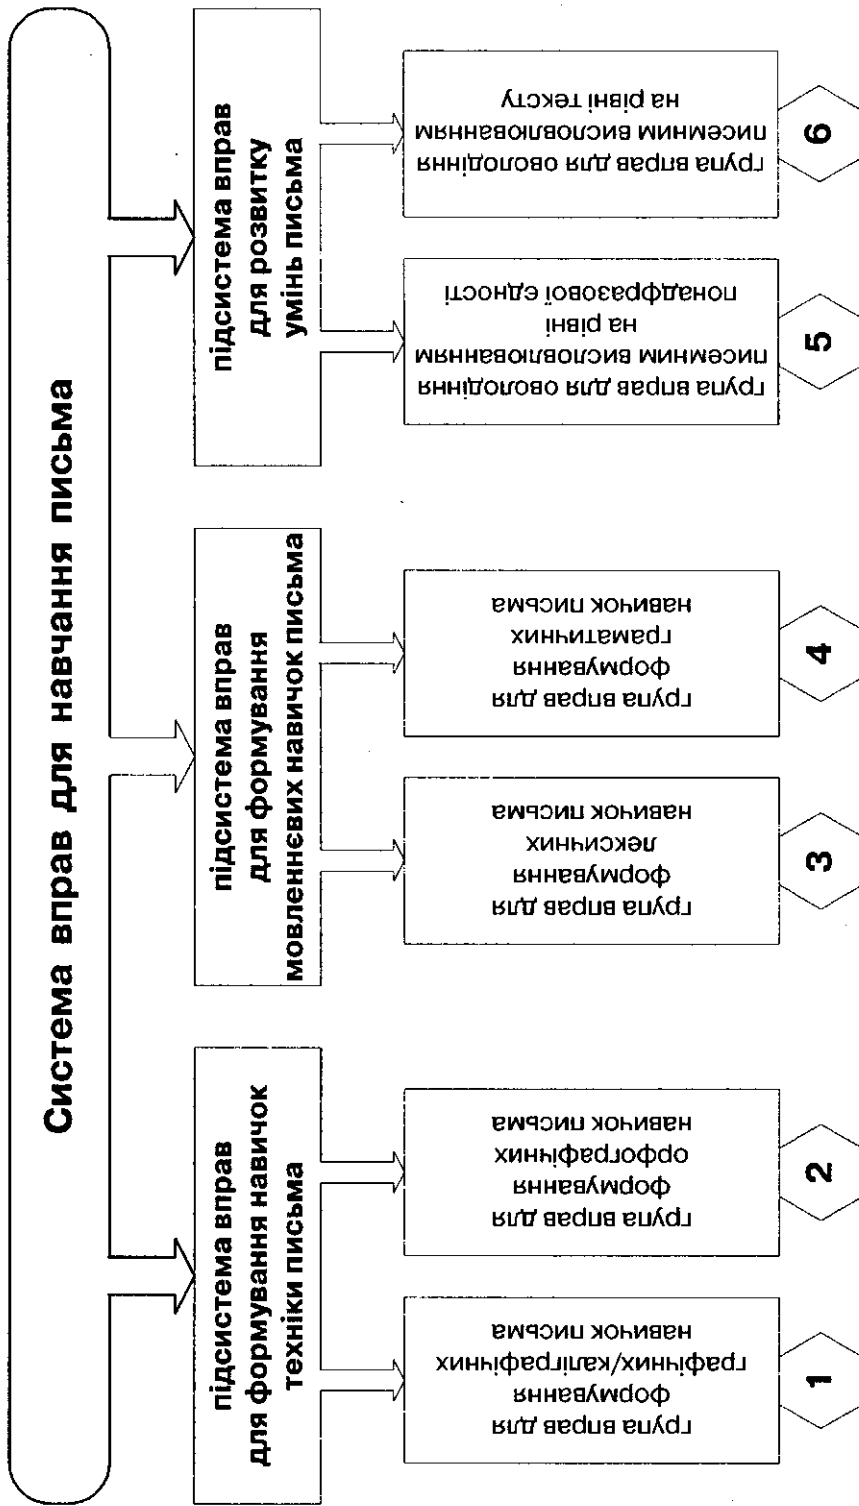 Система вправ для навчання письма
підсистема вправ
для формування навичок
техніки письма
підсистема вправ
для формування
мовленнєвих навичок письма
підсистема вправ
для розвитку
умінь письма
група вправ для
формування
графічних/каліграфічних
навичок письма
1
група вправ для
формування
орфографічних
навичок письма
2
група вправ для
формування
лексичних
навичок письма
3
група вправ для
формування
граматичних
навичок письма
4
група вправ для оволодіння
писемним висловлюванням
на рівні
понадфразової єдності
5
група вправ для оволодіння
писемним висловлюванням
на рівні тексту
6